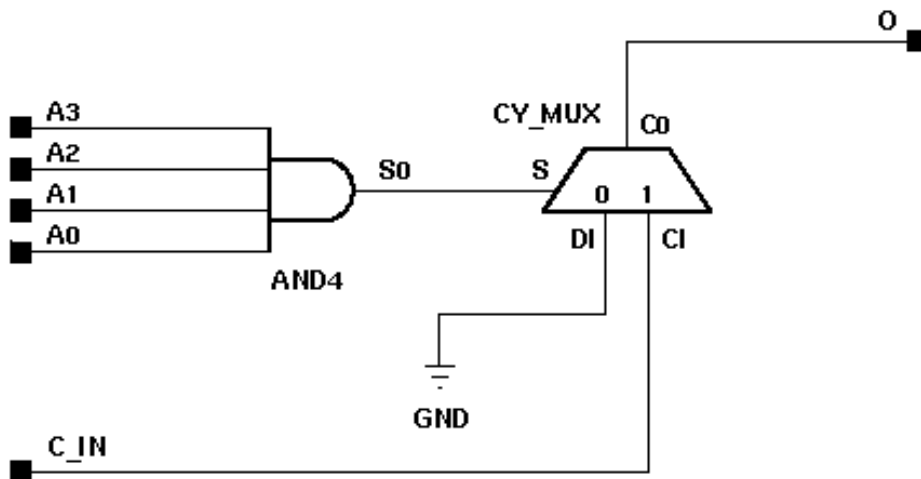 O
CY_MUX
C0
A3
A2
S0
S
A1
0
1
A0
DI
CI
AND4
GND
C_IN